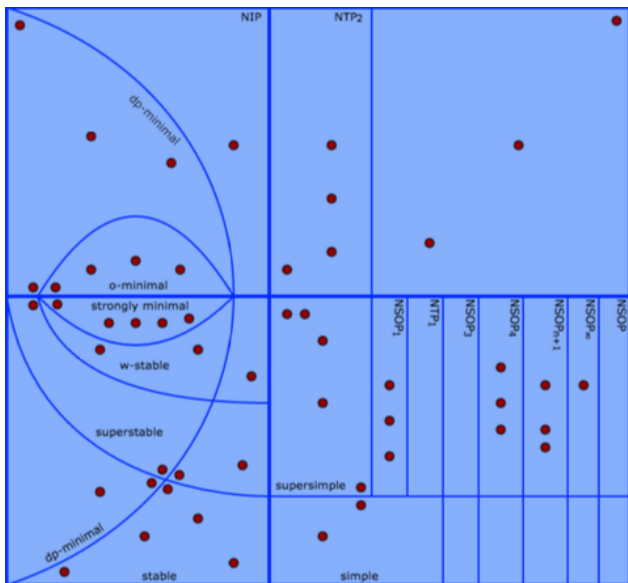 NIP
NTP₂
dp-minimal
o-minimal
strongly minimal
w-stable
superstable
dp-minimal
stable
supersimple
simple
NSOP₁
NTP₁
NSOP₃
NSOP₄
NSOPₙ₊₁
NSOP∞
NSOP